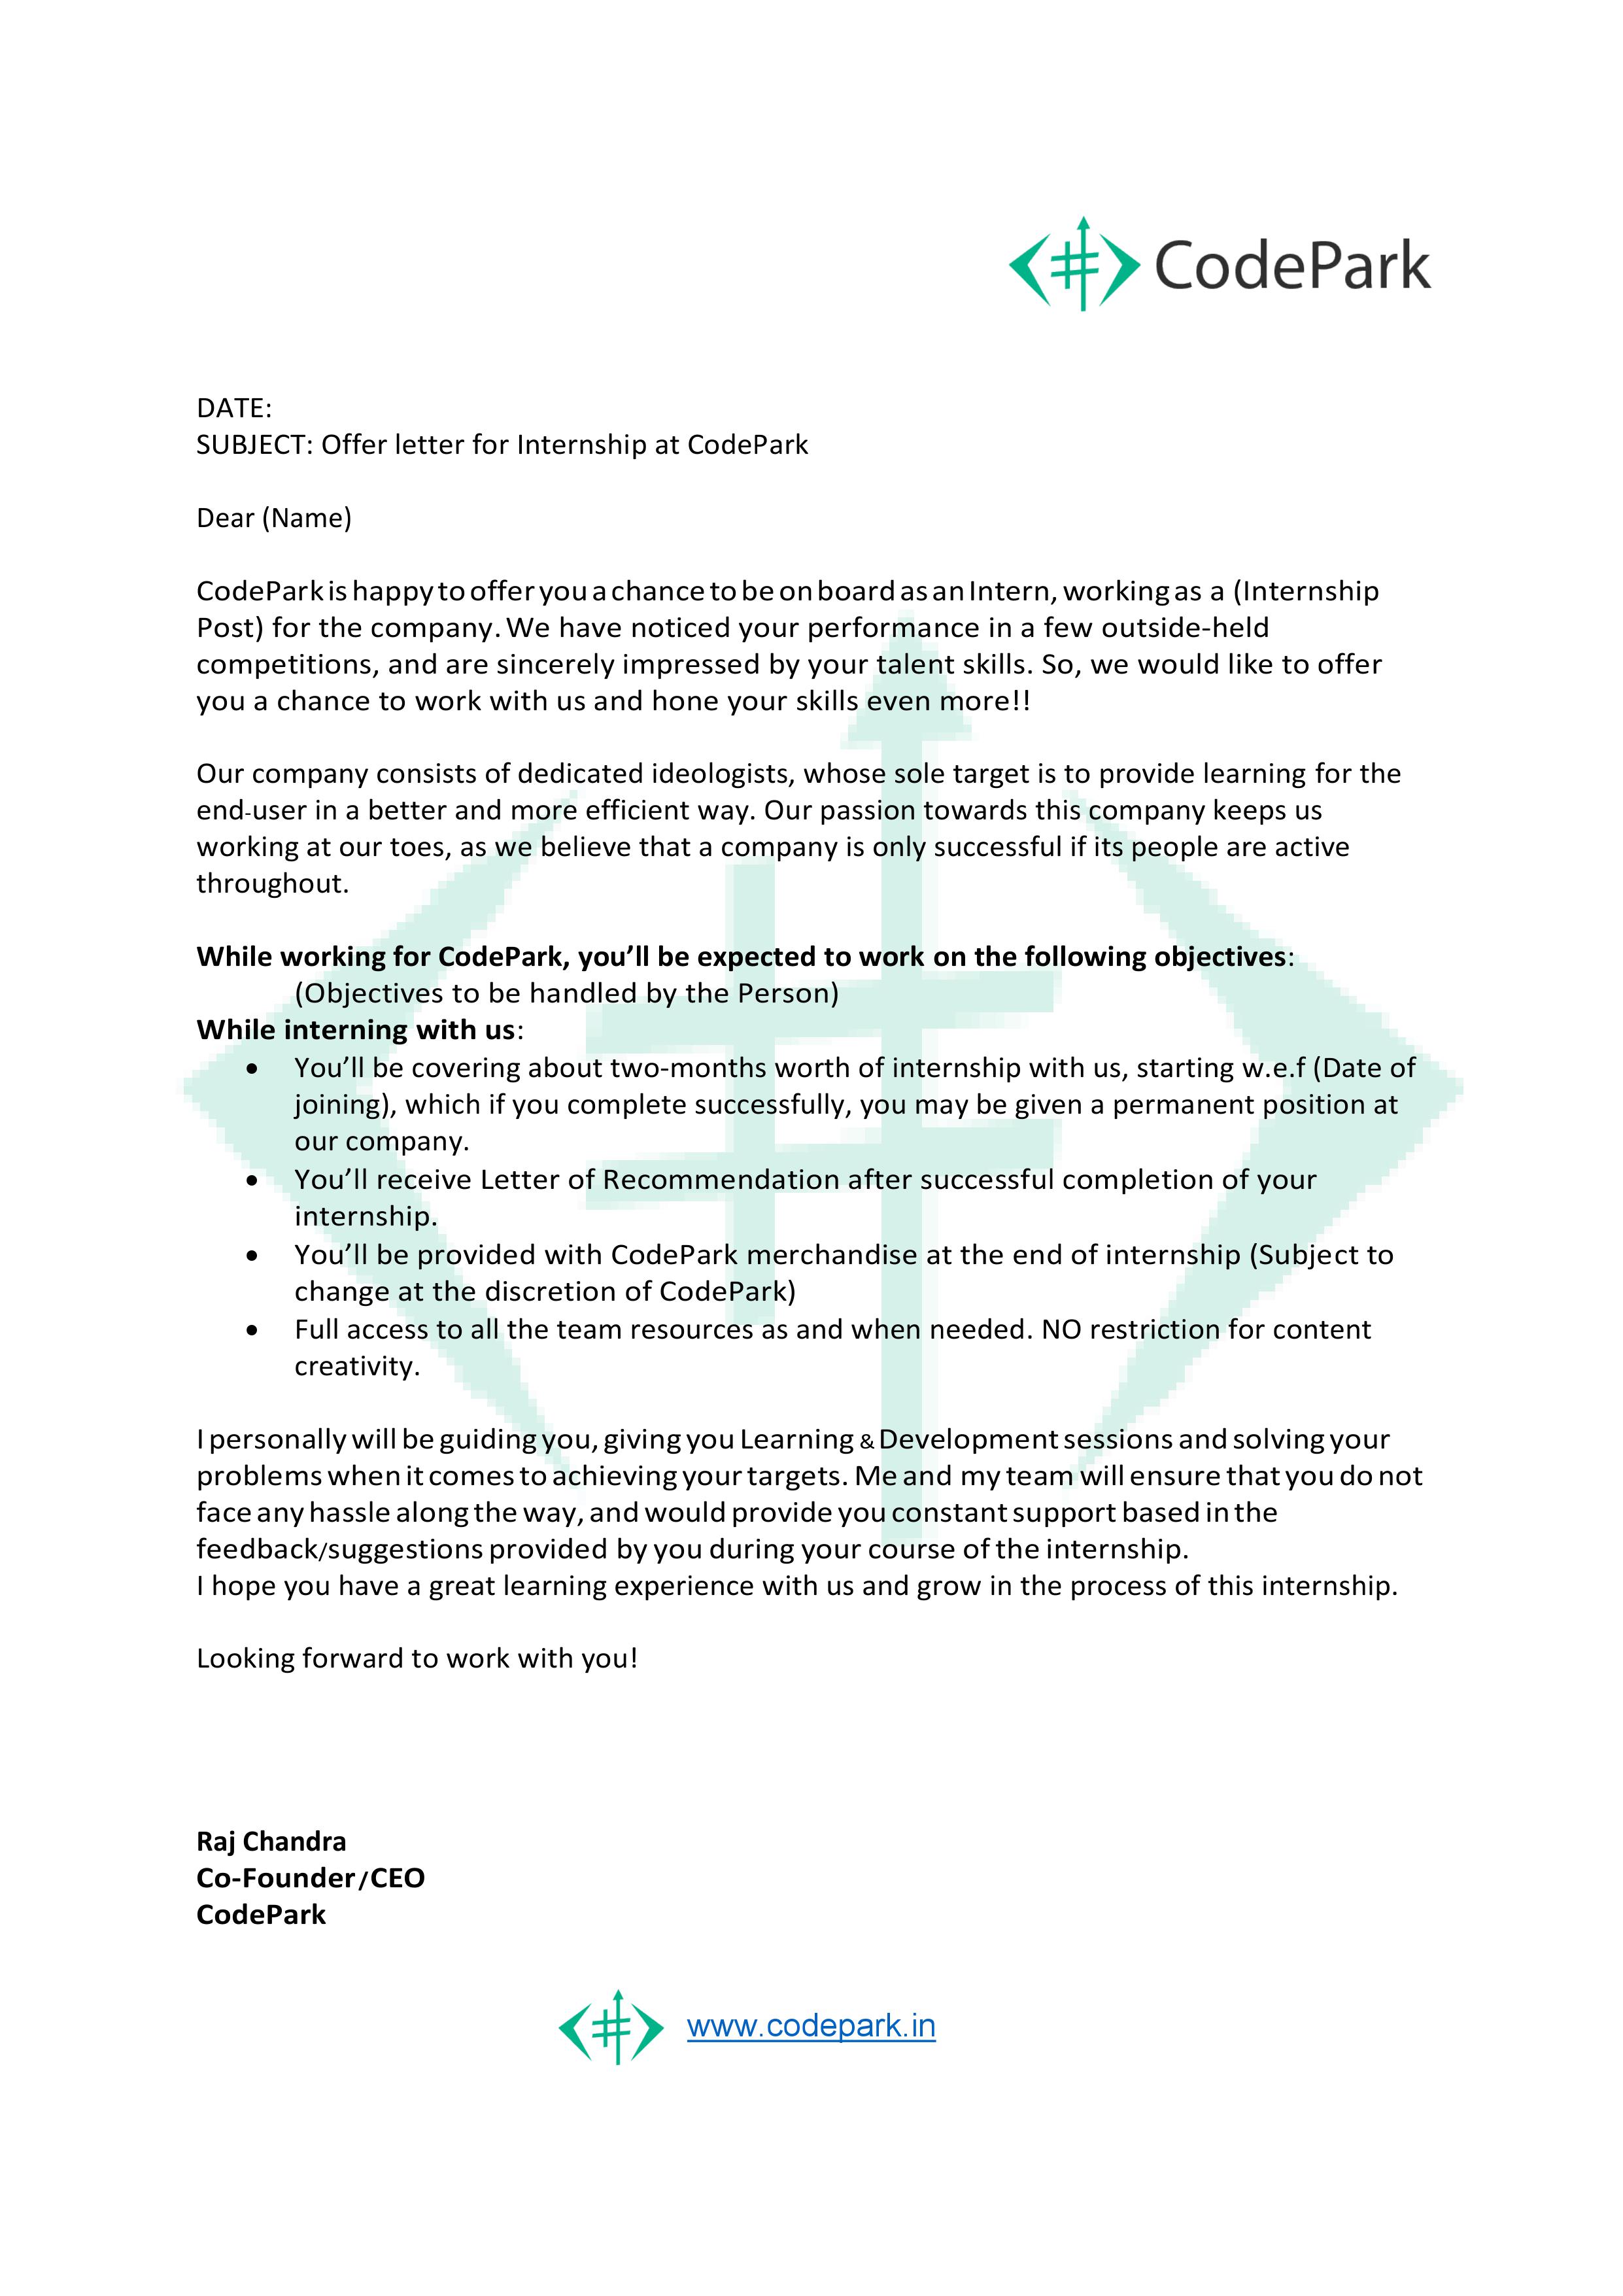 CodePark
DATE:
SUBJECT: Offer letter for Internship at CodePark
Dear (Name)
CodePark is happy to offer you a chance to be on board as an Intern, working as a (Internship
Post) for the company. We have noticed your performance in a few outside-held
competitions, and are sincerely impressed by your talent skills. So, we would like to offer
you a chance to work with us and hone your skills even more!!
Our company consists of dedicated ideologists, whose sole target is to provide learning for the
end-user in a better and more efficient way. Our passion towards this company keeps us
working at our toes, as we believe that a company is only successful if its people are active
throughout.
While working for CodePark, you’ll be expected to work on the following objectives:
(Objectives to be handled by the Person)
While interning with us:
• You’ll be covering about two-months worth of internship with us, starting w.e.f (Date of
joining), which if you complete successfully, you may be given a permanent position at
our company.
• You’ll receive Letter of Recommendation after successful completion of your
internship.
• You’ll be provided with CodePark merchandise at the end of internship (Subject to
change at the discretion of CodePark)
• Full access to all the team resources as and when needed. NO restriction for content
creativity.
I personally will be guiding you, giving you Learning & Development sessions and solving your
problems when it comes to achieving your targets. Me and my team will ensure that you do not
face any hassle along the way, and would provide you constant support based in the
feedback/suggestions provided by you during your course of the internship.
I hope you have a great learning experience with us and grow in the process of this internship.
Looking forward to work with you!
Raj Chandra
Co-Founder/CEO
CodePark
www.codepark.in